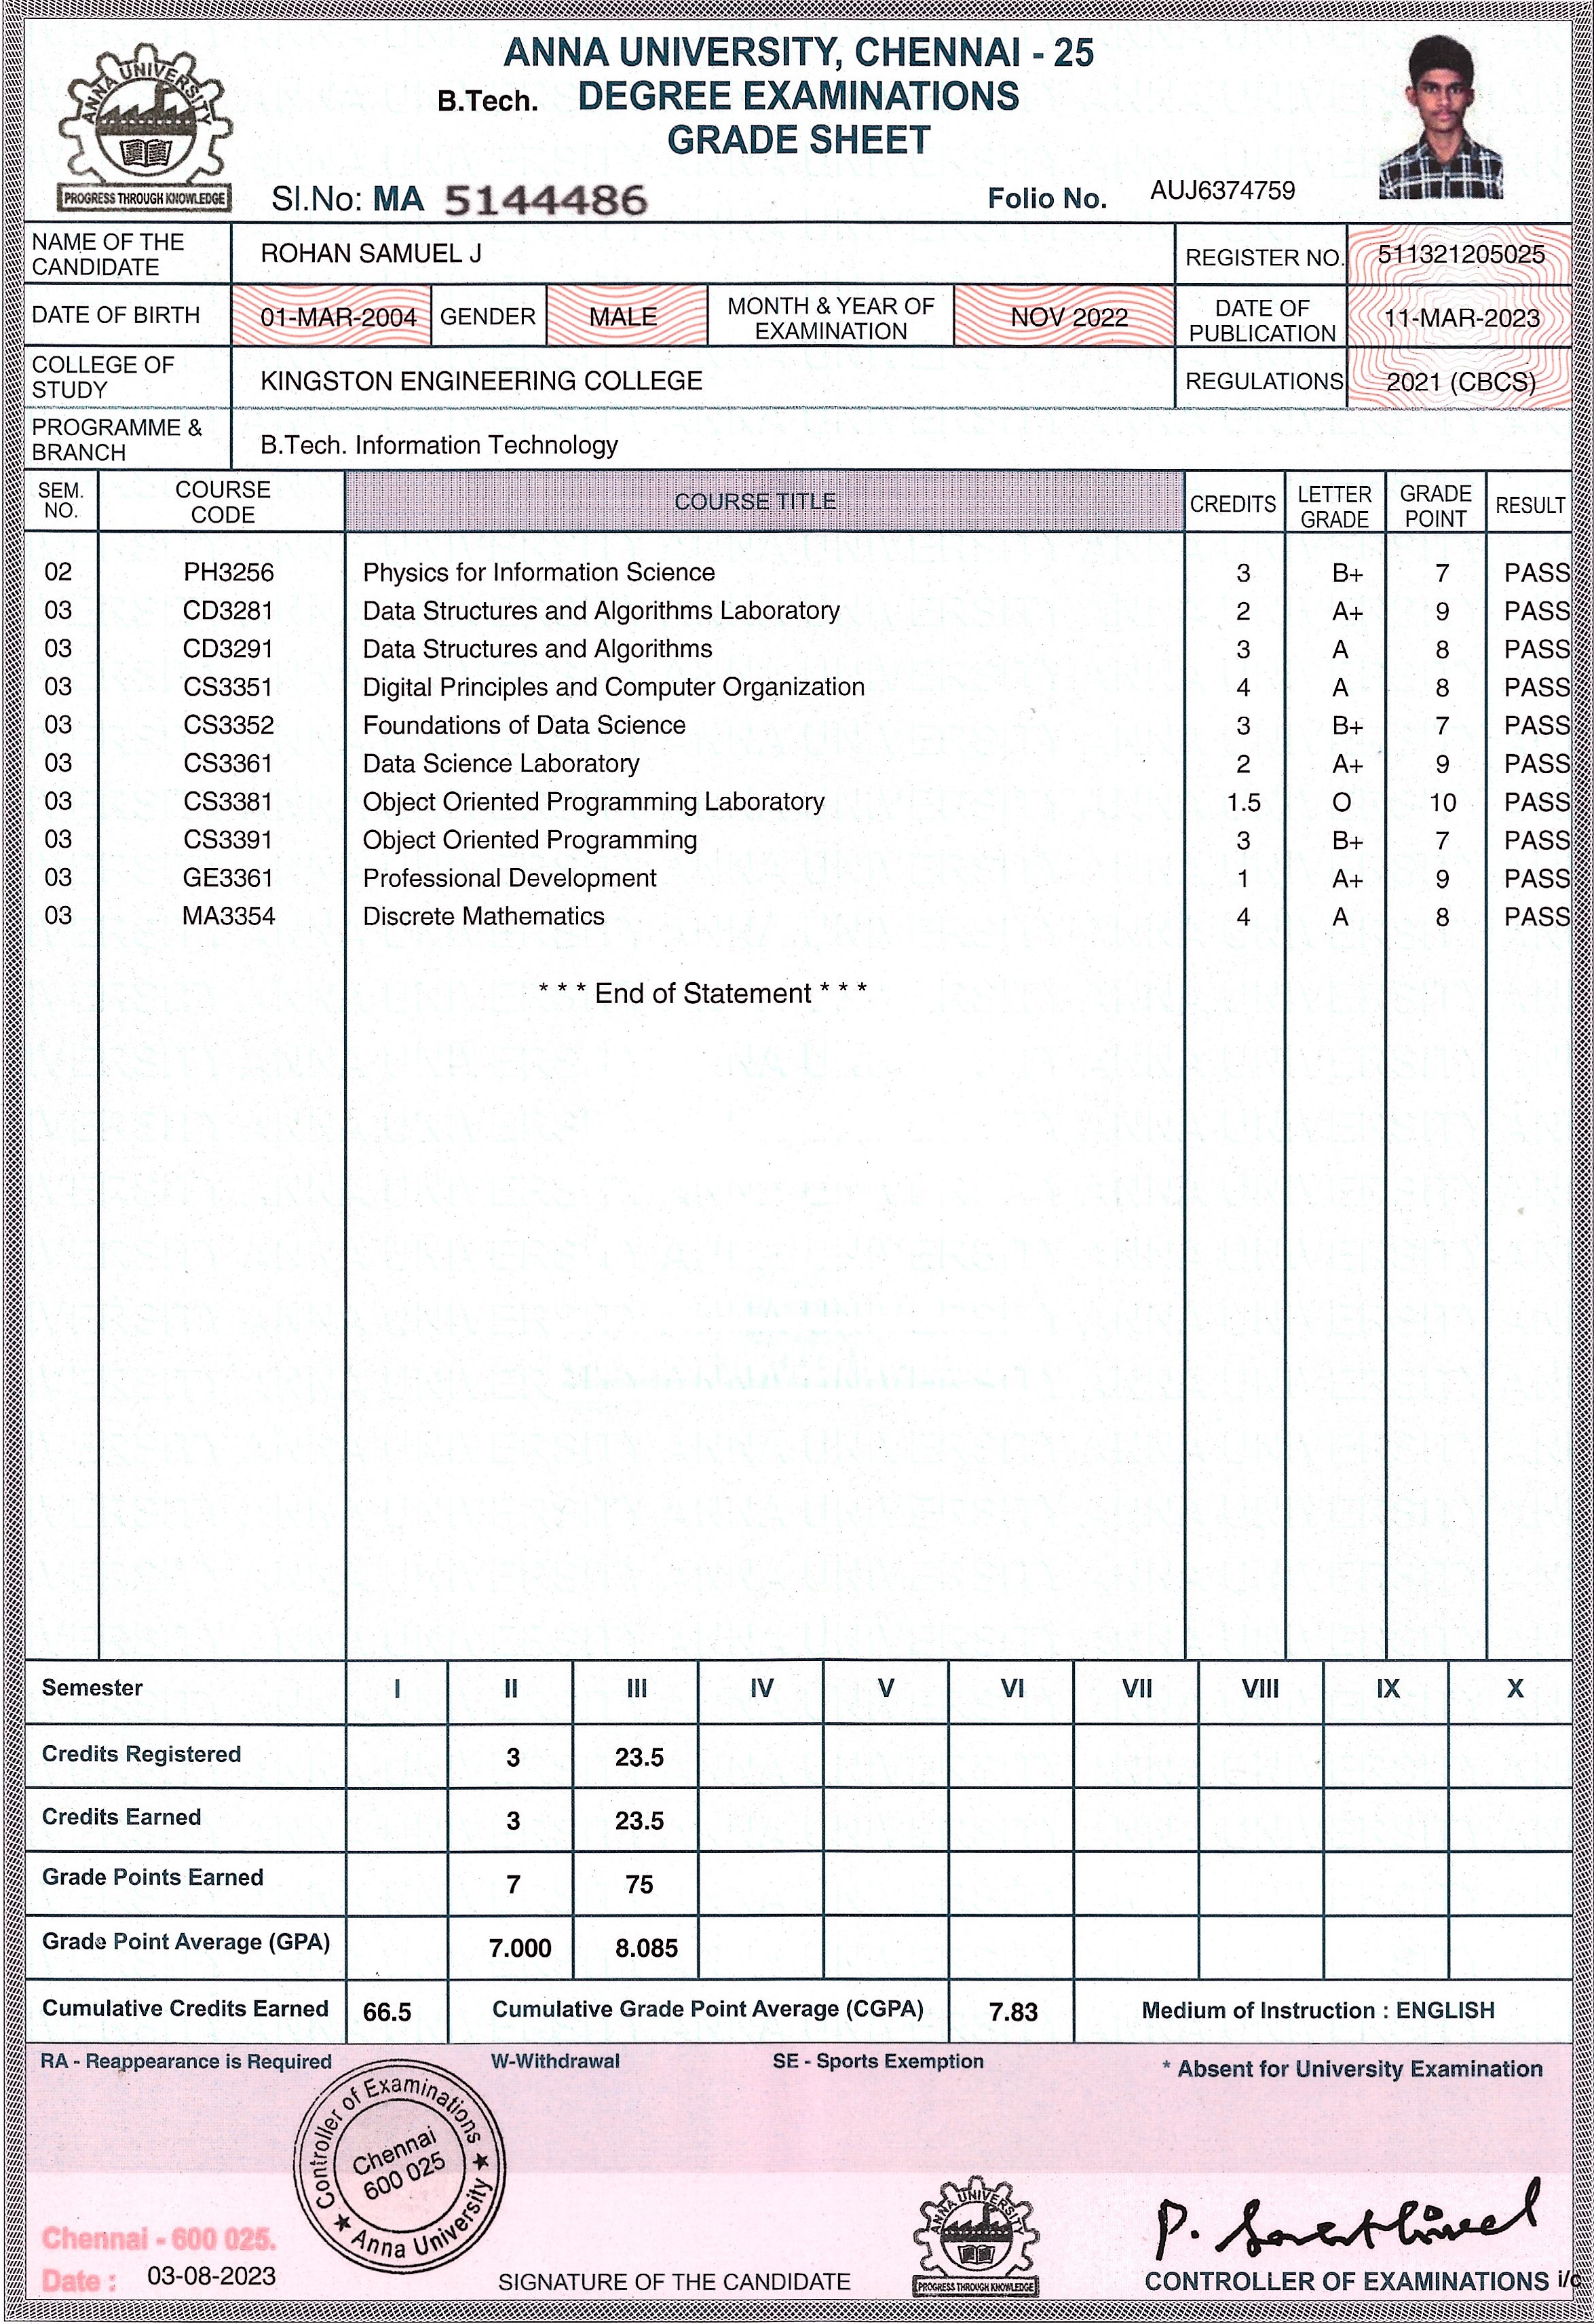 ANNA UNIVERSITY, CHENNAI - 25
B.Tech. DEGREE EXAMINATIONS
GRADE SHEET
ANNA UNIVERSITY
PROGRESS THROUGH KNOWLEDGE
Sl.No: MA 5144486 Folio No. AUJ6374759
NAME OF THE CANDIDATE ROHAN SAMUEL J REGISTER NO. 511321205025
DATE OF BIRTH 01-MAR-2004 GENDER MALE MONTH & YEAR OF EXAMINATION NOV 2022 DATE OF PUBLICATION 11-MAR-2023
COLLEGE OF STUDY KINGSTON ENGINEERING COLLEGE REGULATIONS 2021 (CBCS)
PROGRAMME & BRANCH B.Tech. Information Technology
SEM. NO. COURSE CODE COURSE TITLE CREDITS LETTER GRADE GRADE POINT RESULT
02 PH3256 Physics for Information Science 3 B+ 7 PASS
03 CD3281 Data Structures and Algorithms Laboratory 2 A+ 9 PASS
03 CD3291 Data Structures and Algorithms 3 A 8 PASS
03 CS3351 Digital Principles and Computer Organization 4 A 8 PASS
03 CS3352 Foundations of Data Science 3 B+ 7 PASS
03 CS3361 Data Science Laboratory 2 A+ 9 PASS
03 CS3381 Object Oriented Programming Laboratory 1.5 O 10 PASS
03 CS3391 Object Oriented Programming 3 B+ 7 PASS
03 GE3361 Professional Development 1 A+ 9 PASS
03 MA3354 Discrete Mathematics 4 A 8 PASS
* * * End of Statement * * *
Semester I II III IV V VI VII VIII IX X
Credits Registered 3 23.5
Credits Earned 3 23.5
Grade Points Earned 7 75
Grade Point Average (GPA) 7.000 8.085
Cumulative Credits Earned 66.5 Cumulative Grade Point Average (CGPA) 7.83 Medium of Instruction : ENGLISH
RA - Reappearance is Required W-Withdrawal SE - Sports Exemption * Absent for University Examination
Controller of Examinations
Chennai
600 025
★ Anna University ★
Chennai - 600 025.
Date : 03-08-2023
SIGNATURE OF THE CANDIDATE
ANNA UNIVERSITY
PROGRESS THROUGH KNOWLEDGE
CONTROLLER OF EXAMINATIONS i/c